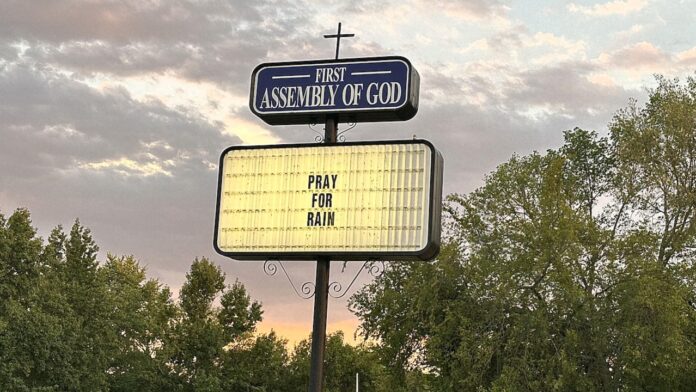 FIRST
ASSEMBLY OF GOD
PRAY
FOR
RAIN